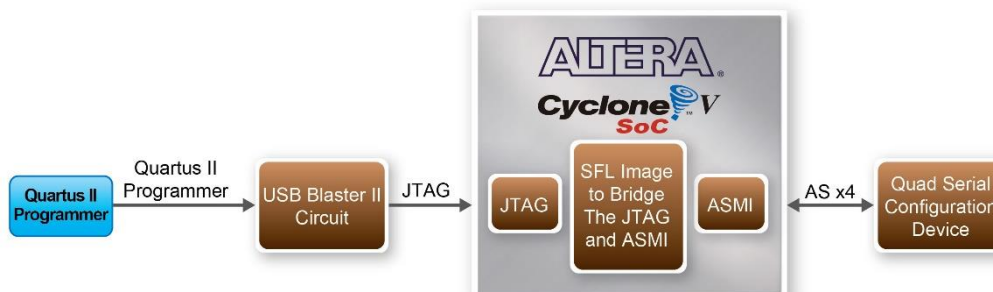 ALTERA®
Cyclone™ V
SoC
Quartus II
Programmer
Quartus II
Programmer
USB Blaster II
Circuit
JTAG
JTAG
SFL Image
to Bridge
The JTAG
and ASMI
ASMI
AS x4
Quad Serial
Configuration
Device